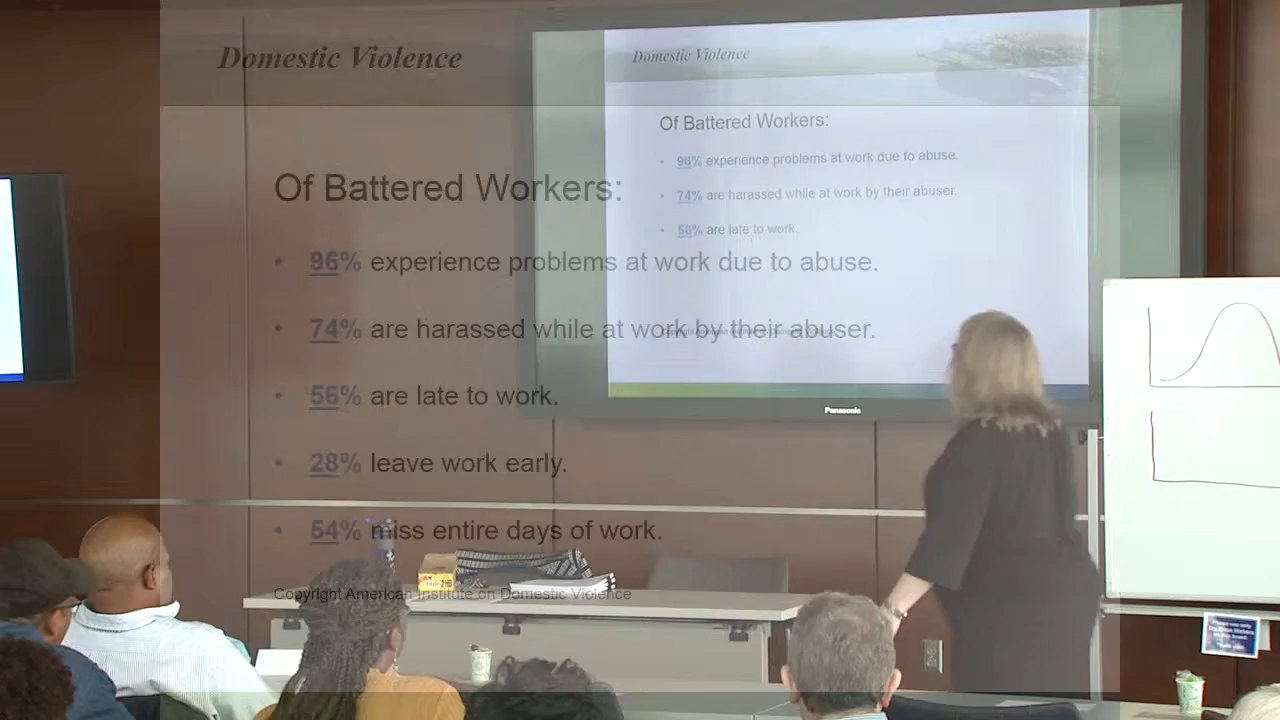 Domestic Violence
Of Battered Workers:
• 96% experience problems at work due to abuse.
• 74% are harassed while at work by their abuser.
• 56% are late to work.
• 28% leave work early.
• 54% miss entire days of work.
Copyright American Institute on Domestic Violence
Domestic Violence
Of Battered Workers:
• 96% experience problems at work due to abuse.
• 74% are harassed while at work by their abuser.
• 56% are late to work.
Panasonic